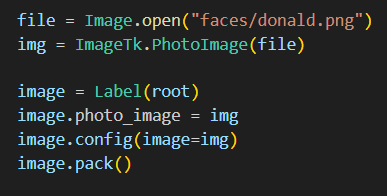 file = Image.open("faces/donald.png")
img = ImageTk.PhotoImage(file)
image = Label(root)
image.photo_image = img
image.config(image=img)
image.pack()